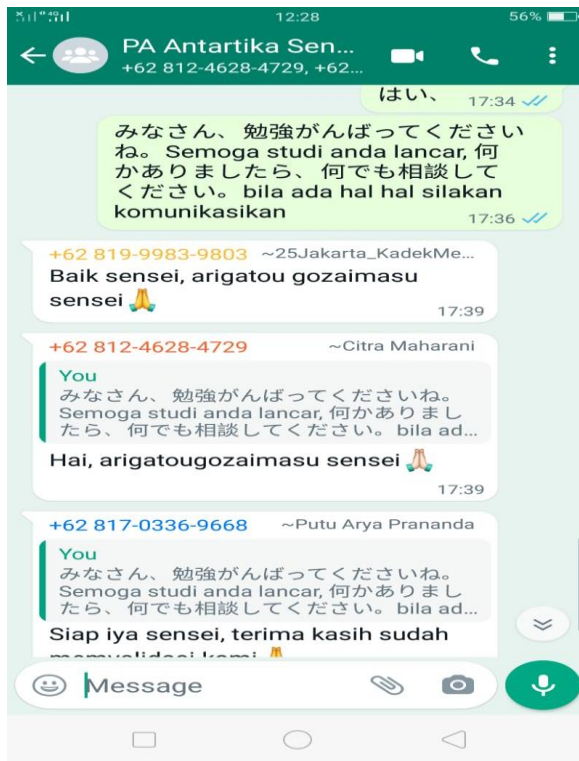 12:28
56%
PA Antartika Sen...
+62 812-4628-4729, +62...
はい、 17:34
みなさん、 勉強がんばってください
ね。Semoga studi anda lancar, 何
かありましたら、何でも相談して
ください。bila ada hal hal silakan
komunikasikan
17:36
+62 819-9983-9803 ~25Jakarta_KadekMe...
Baik sensei, arigatou gozaimasu
sensei 🙏
17:39
+62 812-4628-4729 ~Citra Maharani
You
みなさん、 勉強がんばってくださいね。
Semoga studi anda lancar, 何かありまし
たら、何でも相談してください。bila ad...
Hai, arigatougozaimasu sensei 🙏🏻
17:39
+62 817-0336-9668 ~Putu Arya Prananda
You
みなさん、 勉強がんばってくださいね。
Semoga studi anda lancar, 何かありまし
たら、何でも相談してください。bila ad...
Siap iya sensei, terima kasih sudah
Message